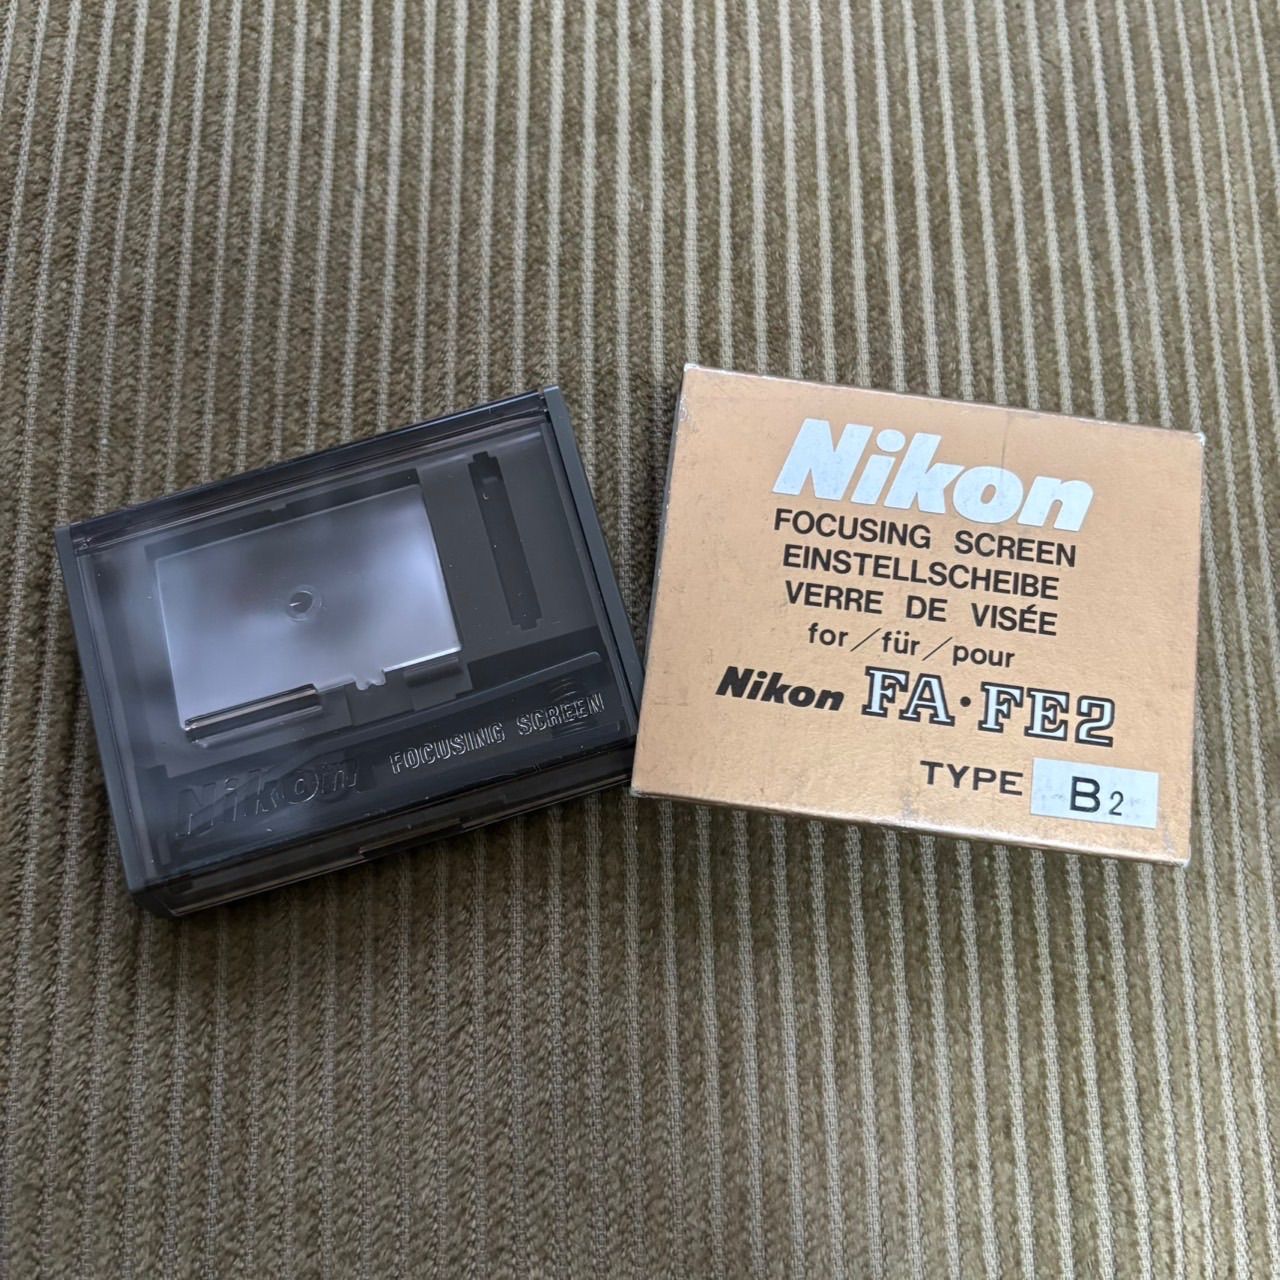 Nikon FOCUSING SCREEN
Nikon
FOCUSING SCREEN
EINSTELLSCHEIBE
VERRE DE VISÉE
for / für / pour
Nikon FA·FE2
TYPE B2